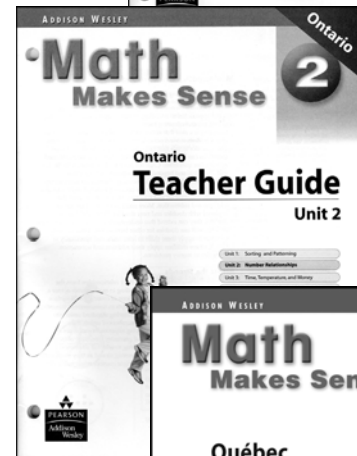 ADDISON WESLEY
Ontario
Math
Makes Sense
2
Ontario
Teacher Guide
Unit 2
Unit 1: Sorting and Patterning
Unit 2: Number Relationships
Unit 3: Time, Temperature, and Money
PEARSON
Addison
Wesley
ADDISON WESLEY
Math
Makes Sen
Québec